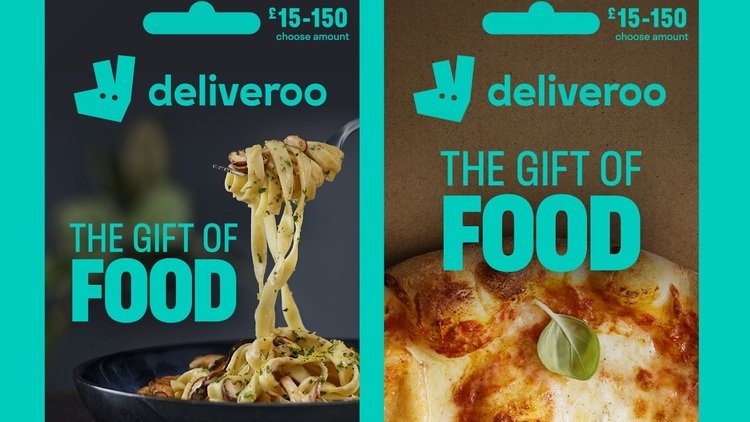 £15-150
choose amount
deliveroo
THE GIFT OF
FOOD
£15-150
choose amount
deliveroo
THE GIFT OF
FOOD